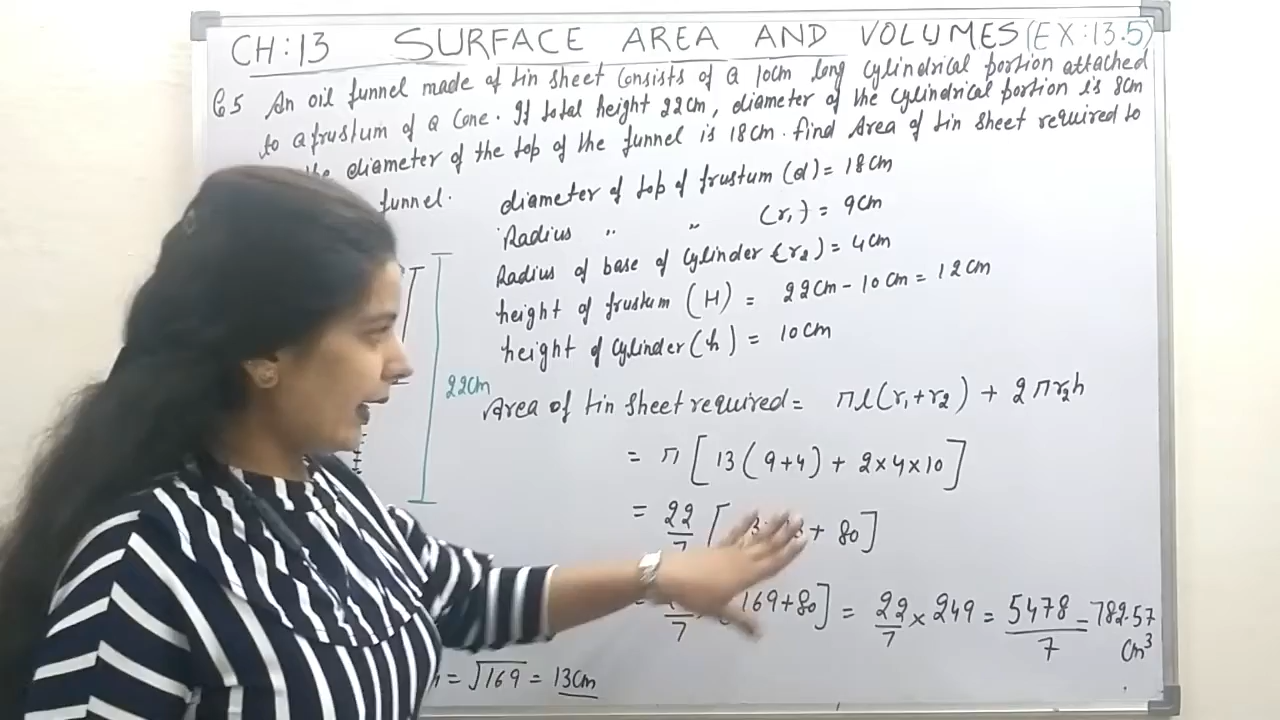 CH:13 SURFACE AREA AND VOLUMES (EX:13.5)
Q5 An oil funnel made of tin sheet Consists of a 10cm long cylindrical portion attached
to a frustum of a Cone. If total height 22cm, diameter of the cylindrical portion is 8cm
the diameter of the top of the funnel is 18cm. find Area of tin sheet required to
funnel.
diameter of top of frustum (d) = 18cm
Radius " " (r₁) = 9cm
Radius of base of cylinder (r₂) = 4cm
height of frustum (H) = 22cm - 10cm = 12cm
height of cylinder (h) = 10cm
22cm
Area of tin sheet required = πl(r₁+r₂) + 2πr₂h
= π [13(9+4) + 2×4×10]
= 22/7 [ + 80]
= /7 169+80] = 22/7 × 249 = 5478/7 = 782.57 cm³
= √169 = 13cm